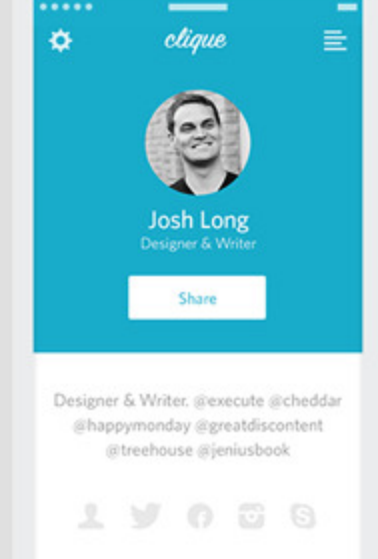 clique
Josh Long
Designer & Writer
Share
Designer & Writer. @execute @cheddar
@happymonday @greatdiscontent
@treehouse @jeniusbook